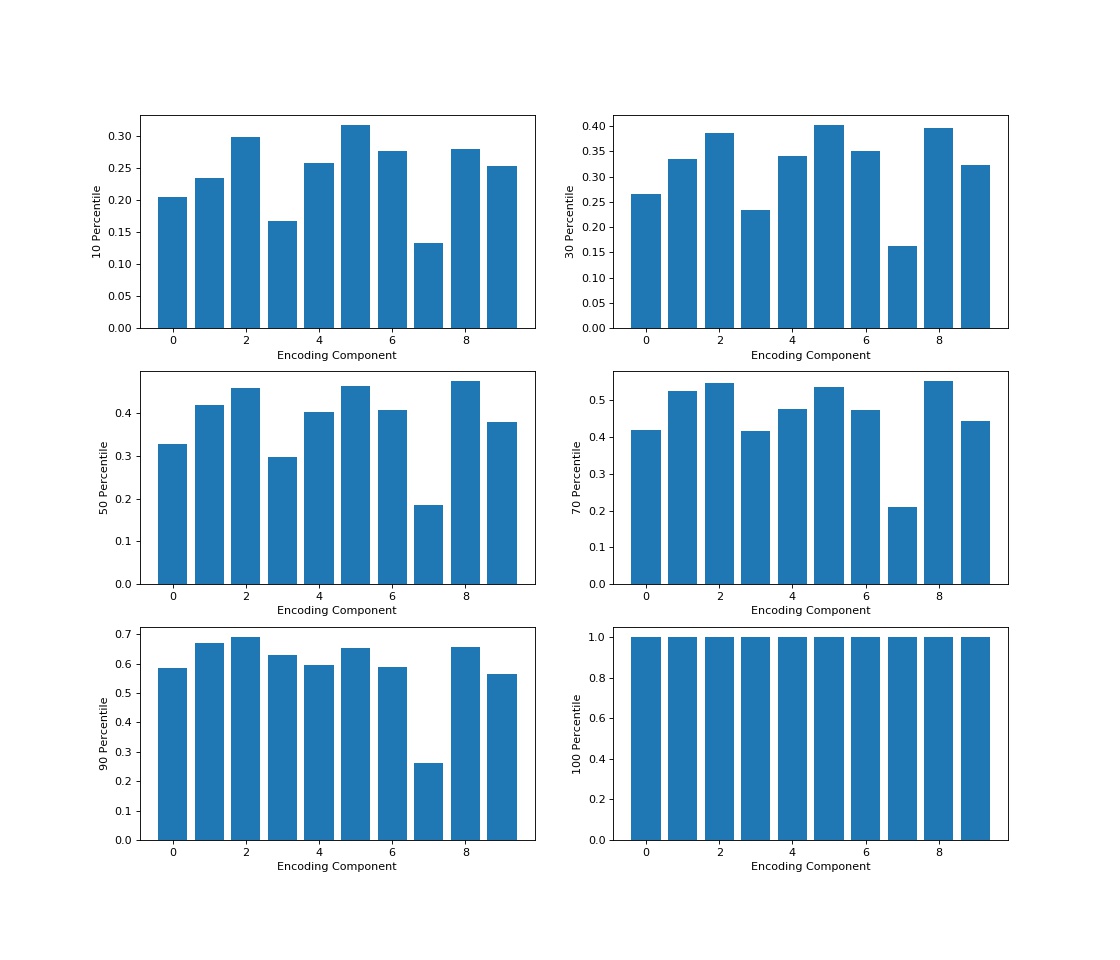 10 Percentile
0.30
0.25
0.20
0.15
0.10
0.05
0.00
0 2 4 6 8
Encoding Component
30 Percentile
0.40
0.35
0.30
0.25
0.20
0.15
0.10
0.05
0.00
0 2 4 6 8
Encoding Component
50 Percentile
0.4
0.3
0.2
0.1
0.0
0 2 4 6 8
Encoding Component
70 Percentile
0.5
0.4
0.3
0.2
0.1
0.0
0 2 4 6 8
Encoding Component
90 Percentile
0.7
0.6
0.5
0.4
0.3
0.2
0.1
0.0
0 2 4 6 8
Encoding Component
100 Percentile
1.0
0.8
0.6
0.4
0.2
0.0
0 2 4 6 8
Encoding Component